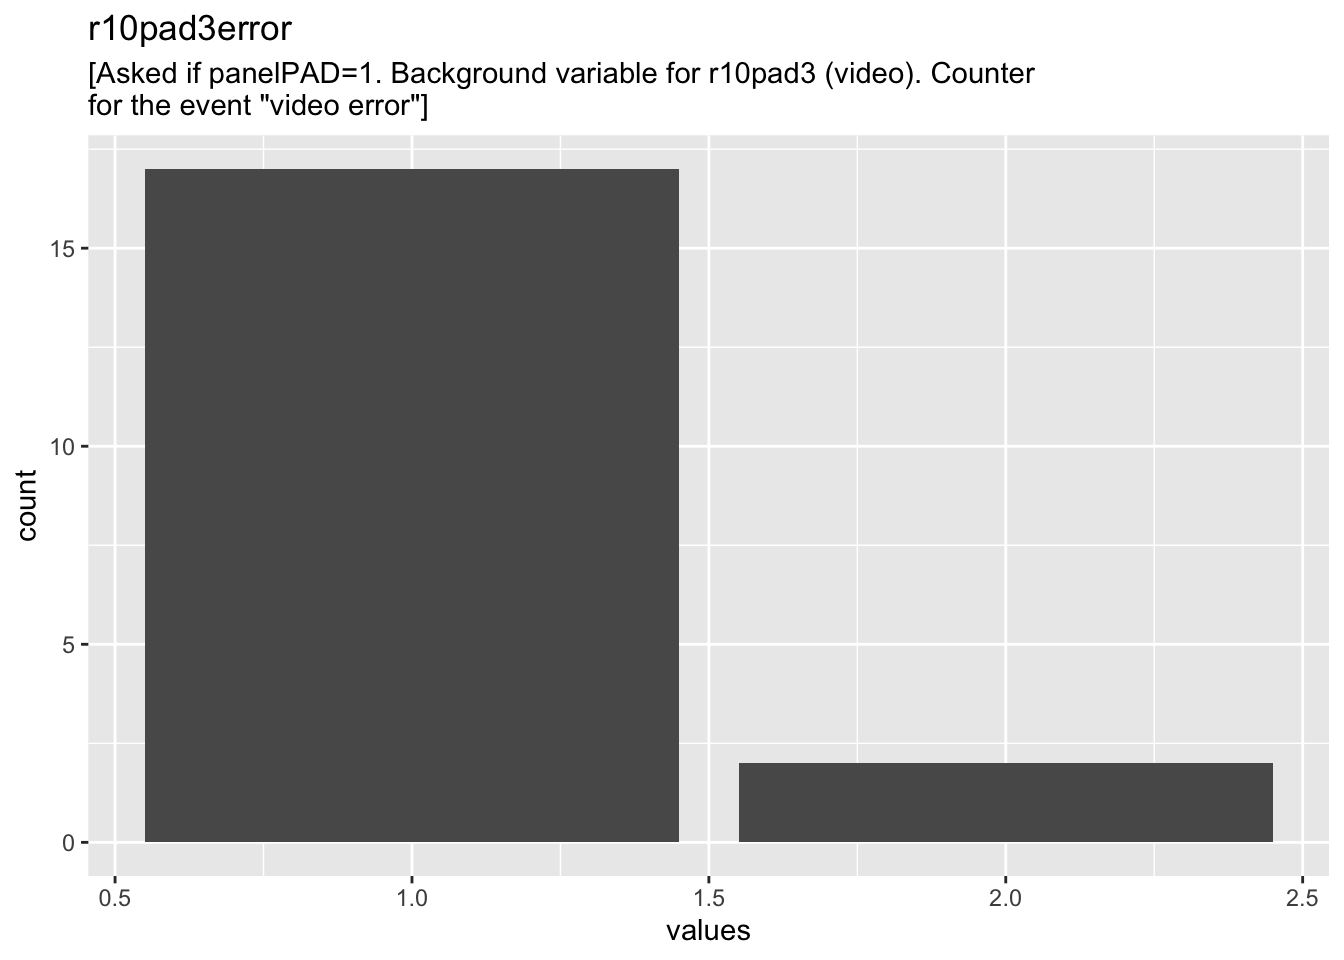 r10pad3error
[Asked if panelPAD=1. Background variable for r10pad3 (video). Counter
for the event "video error"]
15
10
5
0
count
0.5 1.0 1.5 2.0 2.5
values